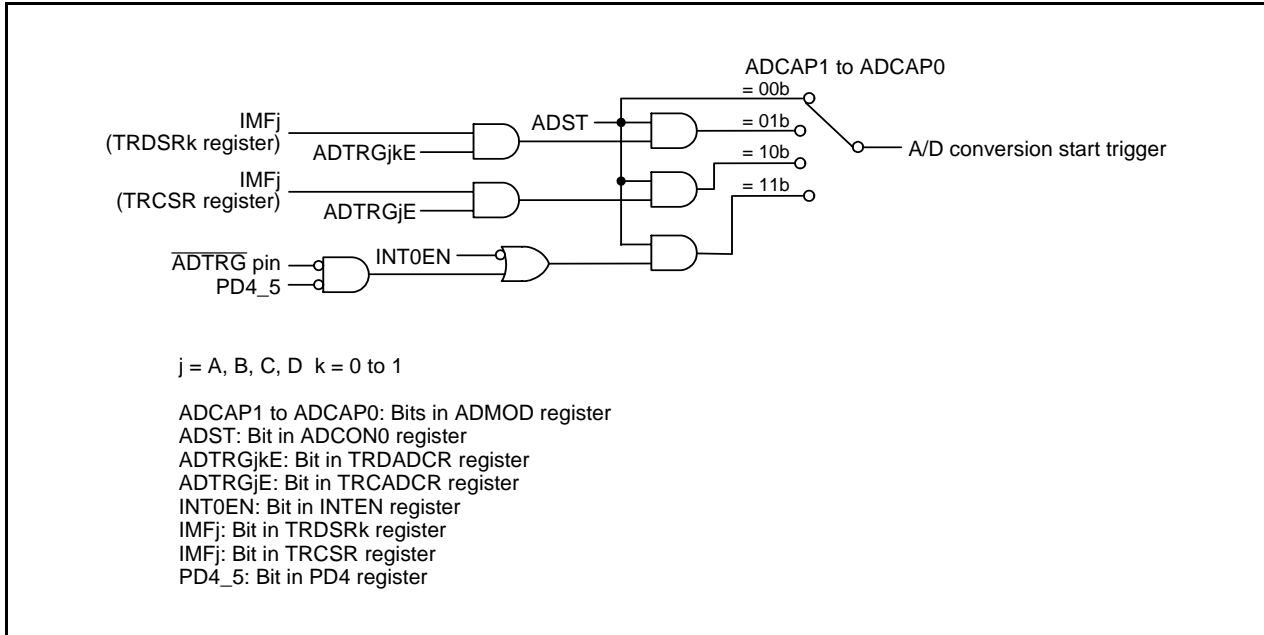 ADCAP1 to ADCAP0
= 00b
IMFj
(TRDSRk register)
ADTRGjkE
ADST
= 01b
A/D conversion start trigger
= 10b
IMFj
(TRCSR register)
ADTRGjE
= 11b
ADTRG pin
PD4_5
INT0EN
j = A, B, C, D k = 0 to 1
ADCAP1 to ADCAP0: Bits in ADMOD register
ADST: Bit in ADCON0 register
ADTRGjkE: Bit in TRDADCR register
ADTRGjE: Bit in TRCADCR register
INT0EN: Bit in INTEN register
IMFj: Bit in TRDSRk register
IMFj: Bit in TRCSR register
PD4_5: Bit in PD4 register